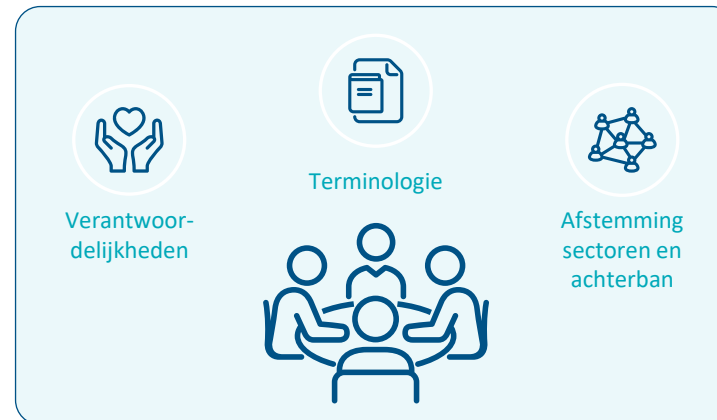 Terminologie
Verantwoor-
delijkheden
Afstemming
sectoren en
achterban